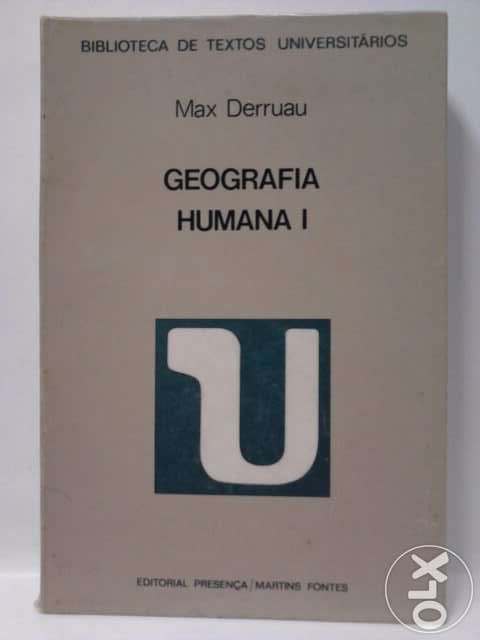 BIBLIOTECA DE TEXTOS UNIVERSITÁRIOS
Max Derruau
GEOGRAFIA
HUMANA I
U
EDITORIAL PRESENÇA/MARTINS FONTES
OLX